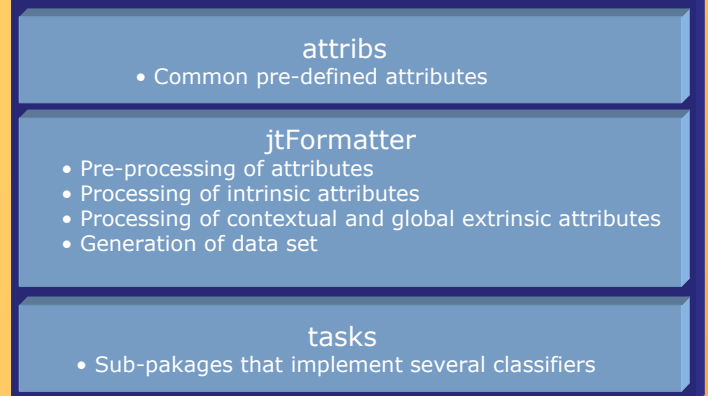 attribs
• Common pre-defined attributes
jtFormatter
• Pre-processing of attributes
• Processing of intrinsic attributes
• Processing of contextual and global extrinsic attributes
• Generation of data set
tasks
• Sub-pakages that implement several classifiers